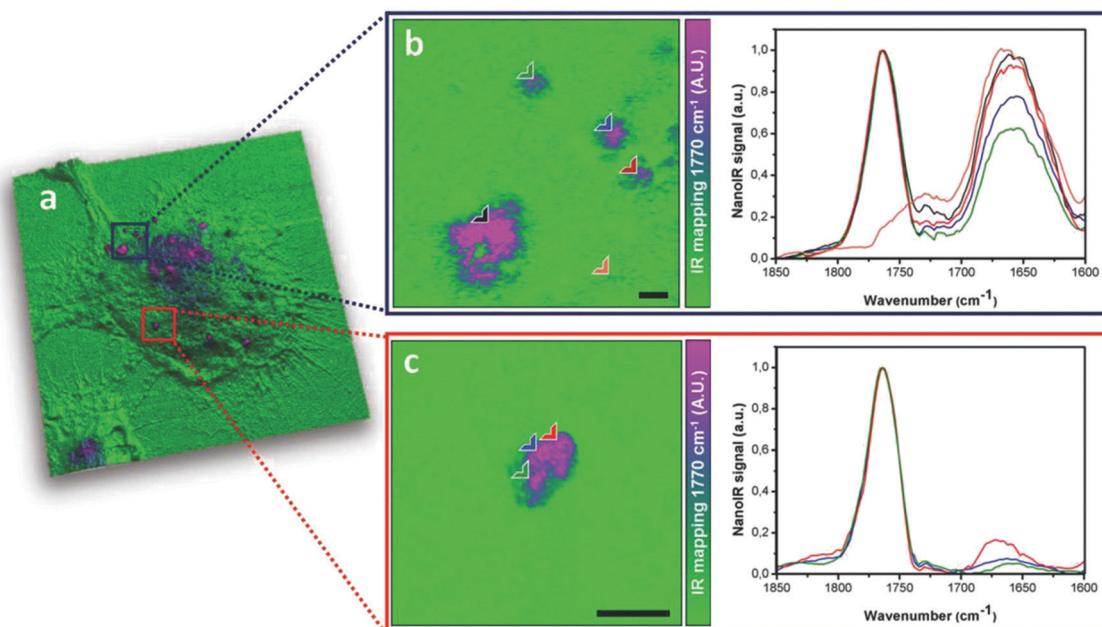 a
b
IR mapping 1770 cm-1 (A.U.)
NanoIR signal (a.u.)
1,0
0,8
0,6
0,4
0,2
0,0
1850 1800 1750 1700 1650 1600
Wavenumber (cm-1)
c
IR mapping 1770 cm-1 (A.U.)
NanoIR signal (a.u.)
1,0
0,8
0,6
0,4
0,2
0,0
1850 1800 1750 1700 1650 1600
Wavenumber (cm-1)